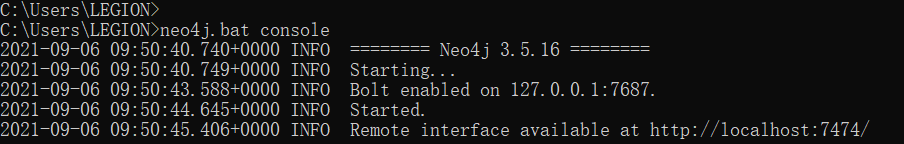 C:\Users\LEGION>
C:\Users\LEGION>neo4j.bat console
2021-09-06 09:50:40.740+0000 INFO  ======== Neo4j 3.5.16 ========
2021-09-06 09:50:40.749+0000 INFO  Starting...
2021-09-06 09:50:43.588+0000 INFO  Bolt enabled on 127.0.0.1:7687.
2021-09-06 09:50:44.645+0000 INFO  Started.
2021-09-06 09:50:45.406+0000 INFO  Remote interface available at http://localhost:7474/